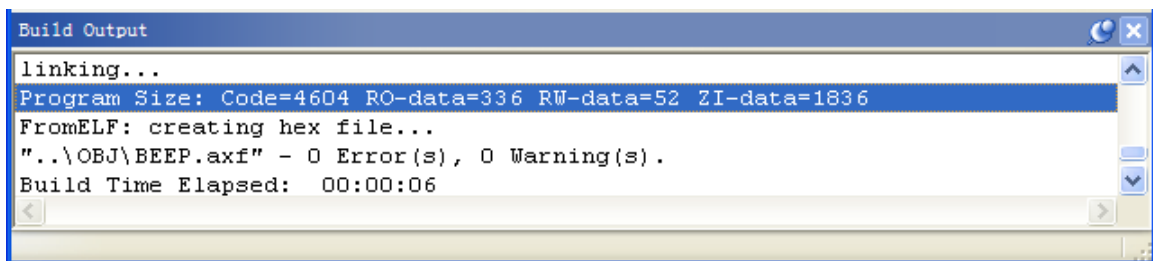 Build Output
linking...
Program Size: Code=4604 RO-data=336 RW-data=52 ZI-data=1836
FromELF: creating hex file...
"..\OBJ\BEEP.axf" - 0 Error(s), 0 Warning(s).
Build Time Elapsed:  00:00:06